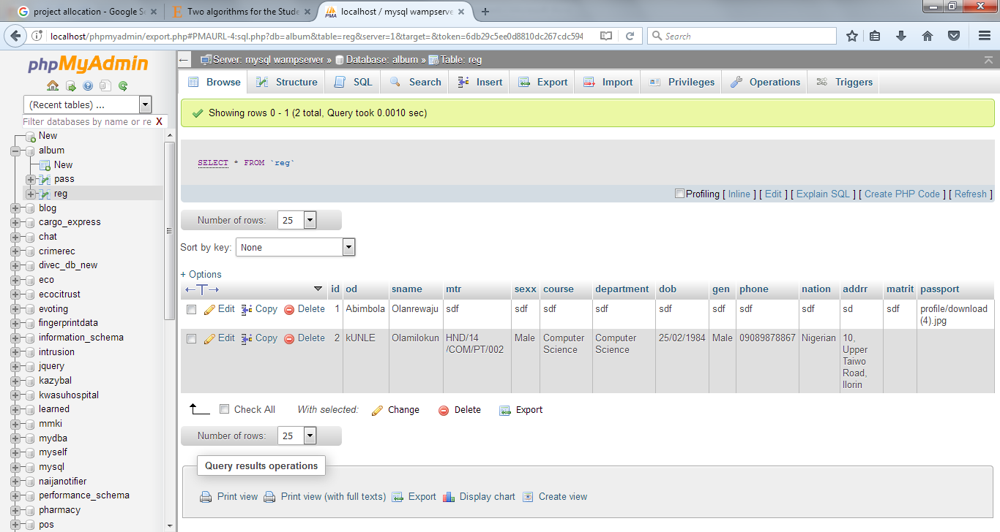 project allocation - Google Se
Two algorithms for the Stude
localhost / mysql wampserve
localhost/phpmyadmin/export.php#PMAURL-4:sql.php?db=album&table=reg&server=1&target=&token=6db29c5ee0d8810dc267cdc594
Search
phpMyAdmin
(Recent tables) ...
Filter databases by name or re X
New
album
New
pass
reg
blog
cargo_express
chat
crimerec
divec_db_new
eco
ecocitrust
evoting
fingerprintdata
information_schema
intrusion
jquery
kazybal
kwasuhospital
learned
mmki
mydba
myself
mysql
naijanotifier
performance_schema
pharmacy
pos
Server: mysql wampserver » Database: album » Table: reg
Browse Structure SQL Search Insert Export Import Privileges Operations Triggers
Showing rows 0 - 1 (2 total, Query took 0.0010 sec)
SELECT * FROM `reg`
Profiling [ Inline ] [ Edit ] [ Explain SQL ] [ Create PHP Code ] [ Refresh ]
Number of rows: 25
Sort by key: None
+ Options
←T→ id od sname mtr sexx course department dob gen phone nation addrr matrit passport
Edit Copy Delete 1 Abimbola Olanrewaju sdf sdf sdf sdf sdf sdf sdf sdf sd sdf profile/download
(4).jpg
Edit Copy Delete 2 kUNLE Olamilokun HND/14 Male Computer Computer 25/02/1984 Male 09089878867 Nigerian 10,
/COM/PT/002 Science Science Upper
Taiwo
Road,
Ilorin
Check All With selected: Change Delete Export
Number of rows: 25
Query results operations
Print view Print view (with full texts) Export Display chart Create view